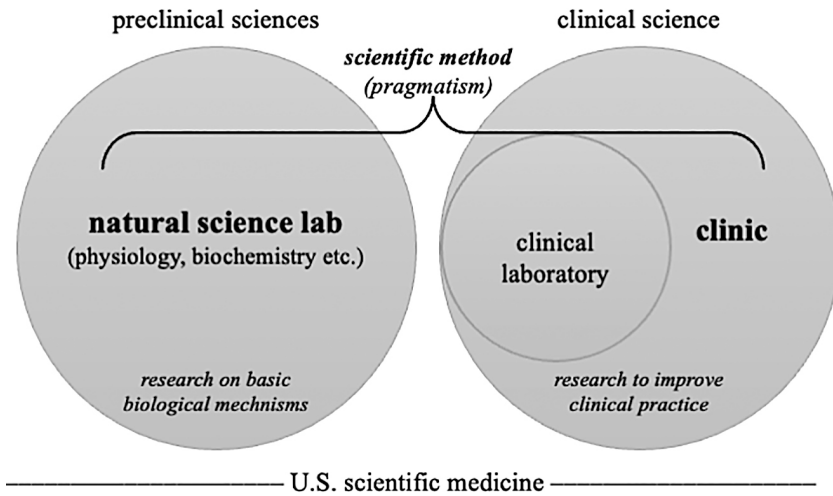 preclinical sciences
clinical science
scientific method
(pragmatism)
natural science lab
(physiology, biochemistry etc.)
clinical
laboratory
clinic
research on basic
biological mechnisms
research to improve
clinical practice
U.S. scientific medicine